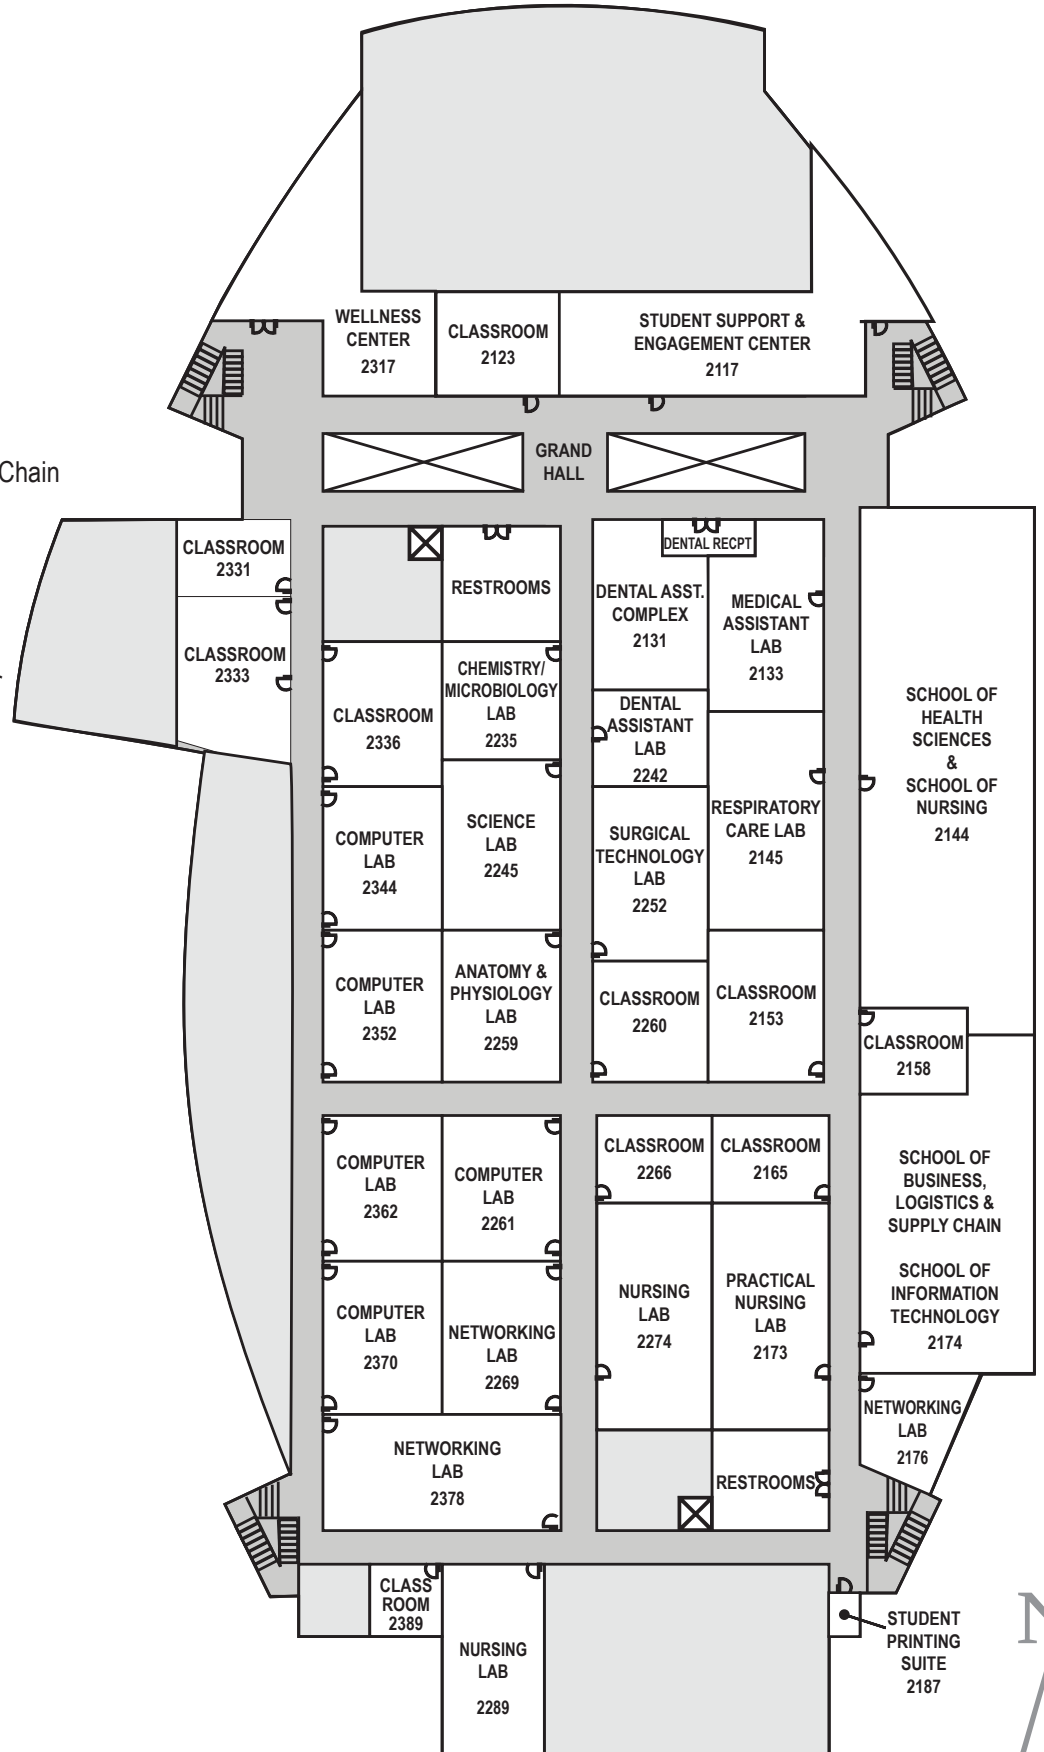 WELLNESS
CENTER
2317
CLASSROOM
2123
STUDENT SUPPORT &
ENGAGEMENT CENTER
2117
GRAND
HALL
Chain
CLASSROOM
2331
CLASSROOM
2333
RESTROOMS
CLASSROOM
2336
CHEMISTRY/
MICROBIOLOGY
LAB
2235
COMPUTER
LAB
2344
SCIENCE
LAB
2245
COMPUTER
LAB
2352
ANATOMY &
PHYSIOLOGY
LAB
2259
DENTAL RECPT
DENTAL ASST.
COMPLEX
2131
MEDICAL
ASSISTANT
LAB
2133
DENTAL
ASSISTANT
LAB
2242
SURGICAL
TECHNOLOGY
LAB
2252
RESPIRATORY
CARE LAB
2145
CLASSROOM
2260
CLASSROOM
2153
SCHOOL OF
HEALTH
SCIENCES
&
SCHOOL OF
NURSING
2144
CLASSROOM
2158
COMPUTER
LAB
2362
COMPUTER
LAB
2261
COMPUTER
LAB
2370
NETWORKING
LAB
2269
NETWORKING
LAB
2378
CLASSROOM
2266
CLASSROOM
2165
NURSING
LAB
2274
PRACTICAL
NURSING
LAB
2173
RESTROOMS
SCHOOL OF
BUSINESS,
LOGISTICS &
SUPPLY CHAIN
SCHOOL OF
INFORMATION
TECHNOLOGY
2174
NETWORKING
LAB
2176
CLASS
ROOM
2389
NURSING
LAB
2289
STUDENT
PRINTING
SUITE
2187
N